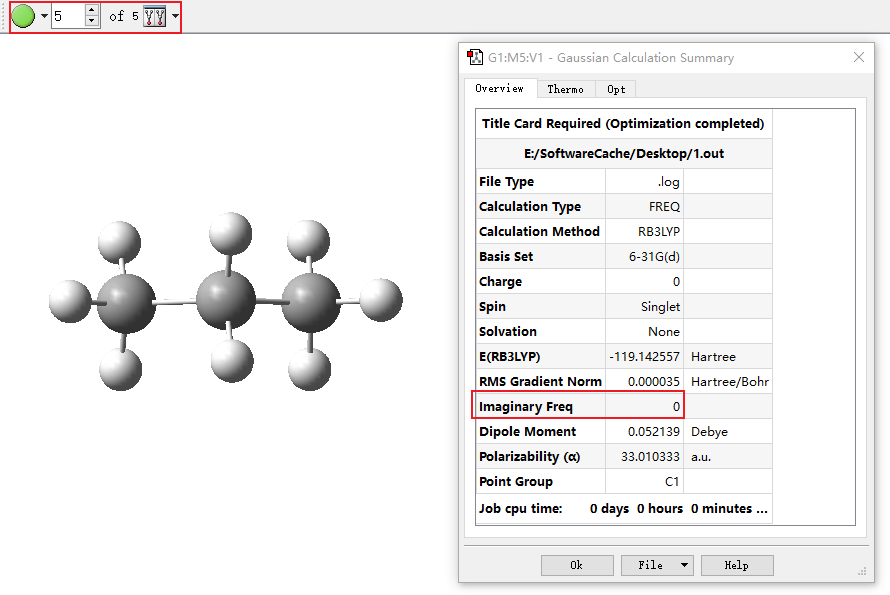 5 of 5
G1:M5:V1 - Gaussian Calculation Summary
Overview Thermo Opt
Title Card Required (Optimization completed)
E:/SoftwareCache/Desktop/1.out
File Type .log
Calculation Type FREQ
Calculation Method RB3LYP
Basis Set 6-31G(d)
Charge 0
Spin Singlet
Solvation None
E(RB3LYP) -119.142557 Hartree
RMS Gradient Norm 0.000035 Hartree/Bohr
Imaginary Freq 0
Dipole Moment 0.052139 Debye
Polarizability (α) 33.010333 a.u.
Point Group C1
Job cpu time: 0 days 0 hours 0 minutes ...
Ok File Help